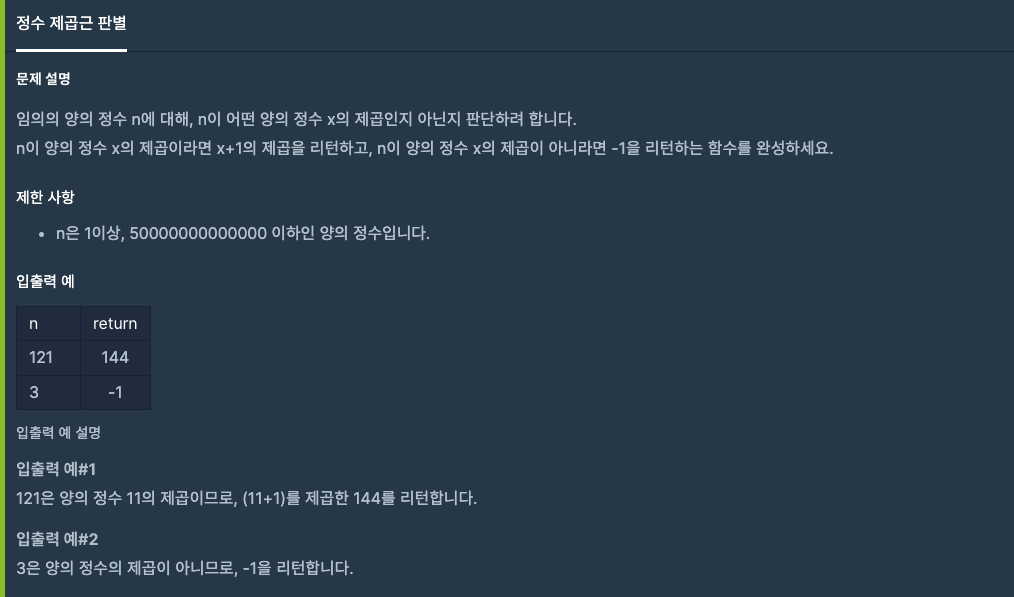 정수 제곱근 판별
문제 설명
임의의 양의 정수 n에 대해, n이 어떤 양의 정수 x의 제곱인지 아닌지 판단하려 합니다.
n이 양의 정수 x의 제곱이라면 x+1의 제곱을 리턴하고, n이 양의 정수 x의 제곱이 아니라면 -1을 리턴하는 함수를 완성하세요.
제한 사항
• n은 1이상, 50000000000000 이하인 양의 정수입니다.
입출력 예
n return
121 144
3 -1
입출력 예 설명
입출력 예#1
121은 양의 정수 11의 제곱이므로, (11+1)를 제곱한 144를 리턴합니다.
입출력 예#2
3은 양의 정수의 제곱이 아니므로, -1을 리턴합니다.